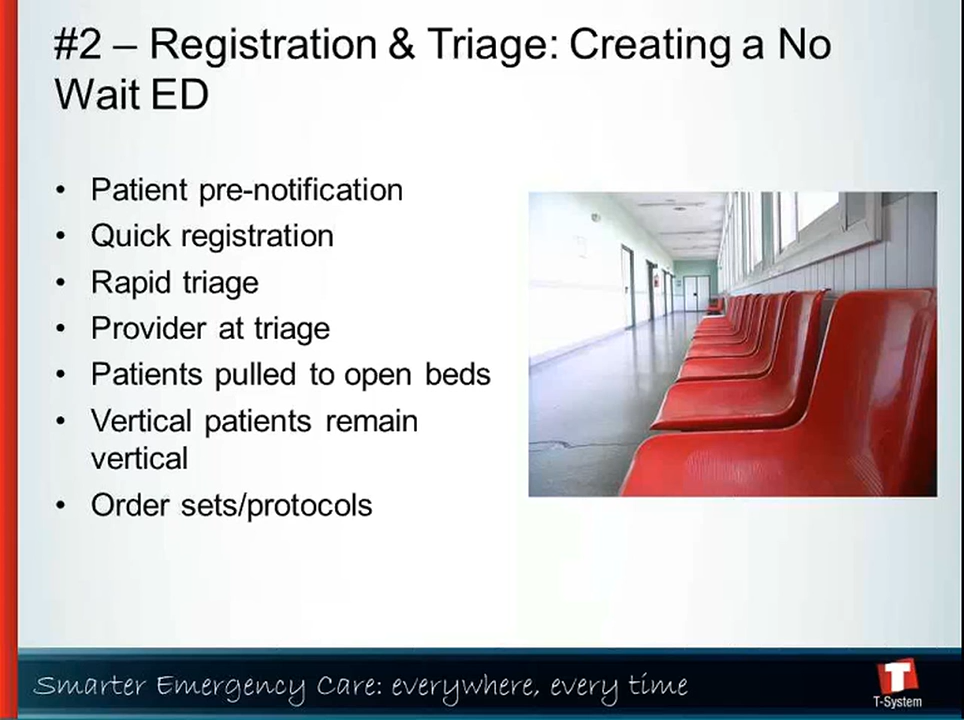 #2 – Registration & Triage: Creating a No
Wait ED
• Patient pre-notification
• Quick registration
• Rapid triage
• Provider at triage
• Patients pulled to open beds
• Vertical patients remain
vertical
• Order sets/protocols
Smarter Emergency Care: everywhere, every time
T-System